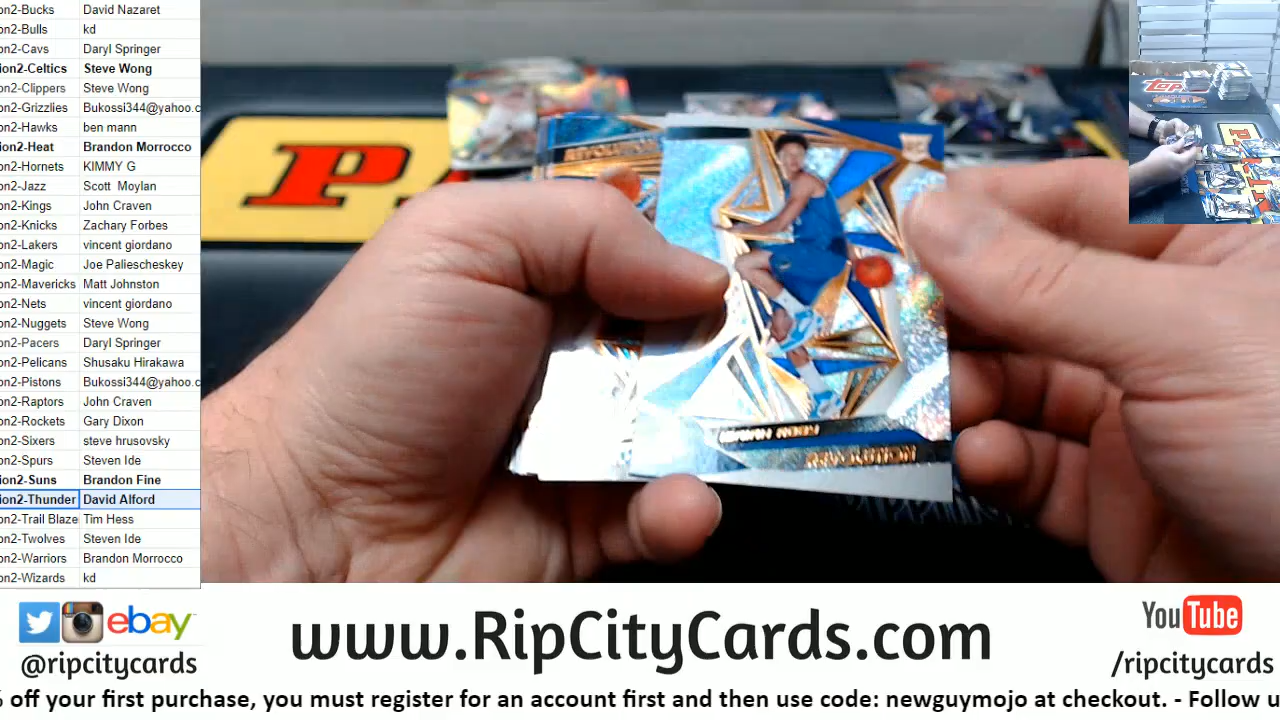 on2-Bucks David Nazaret
on2-Bulls kd
on2-Cavs Daryl Springer
ion2-Celtics Steve Wong
on2-Clippers Steve Wong
on2-Grizzlies Bukossi344@yahoo.c
on2-Hawks ben mann
ion2-Heat Brandon Morrocco
on2-Hornets KIMMY G
on2-Jazz Scott Moylan
on2-Kings John Craven
on2-Knicks Zachary Forbes
on2-Lakers vincent giordano
on2-Magic Joe Paliescheskey
on2-Mavericks Matt Johnston
on2-Nets vincent giordano
on2-Nuggets Steve Wong
on2-Pacers Daryl Springer
on2-Pelicans Shusaku Hirakawa
on2-Pistons Bukossi344@yahoo.c
on2-Raptors John Craven
on2-Rockets Gary Dixon
on2-Sixers steve hrusovsky
on2-Spurs Steven Ide
ion2-Suns Brandon Fine
ion2-Thunder David Alford
on2-Trail Blaze Tim Hess
on2-Twolves Steven Ide
on2-Warriors Brandon Morrocco
on2-Wizards kd
RC
REVOLUTION
ebay
@ripcitycards
www.RipCityCards.com
YouTube
/ripcitycards
% off your first purchase, you must register for an account first and then use code: newguymojo at checkout. - Follow u